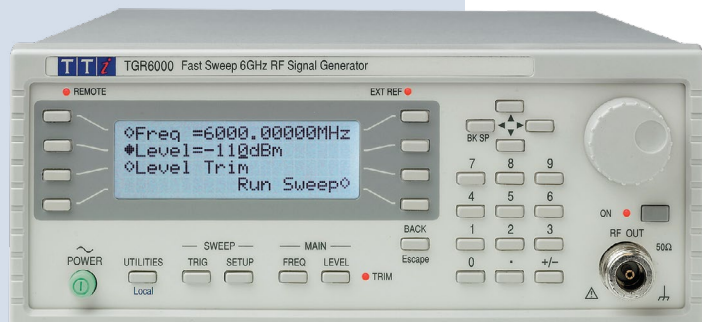 TTi TGR6000 Fast Sweep 6GHz RF Signal Generator
REMOTE EXT REF
◇Freq =6000.00000MHz
◆Level=-110dBm
◇Level Trim
Run Sweep◇
BK SP
7 8 9
4 5 6
ON
BACK
1 2 3
RF OUT
50Ω
SWEEP MAIN
POWER UTILITIES TRIG SETUP FREQ LEVEL
Escape
0 . +/−
TRIM
Local